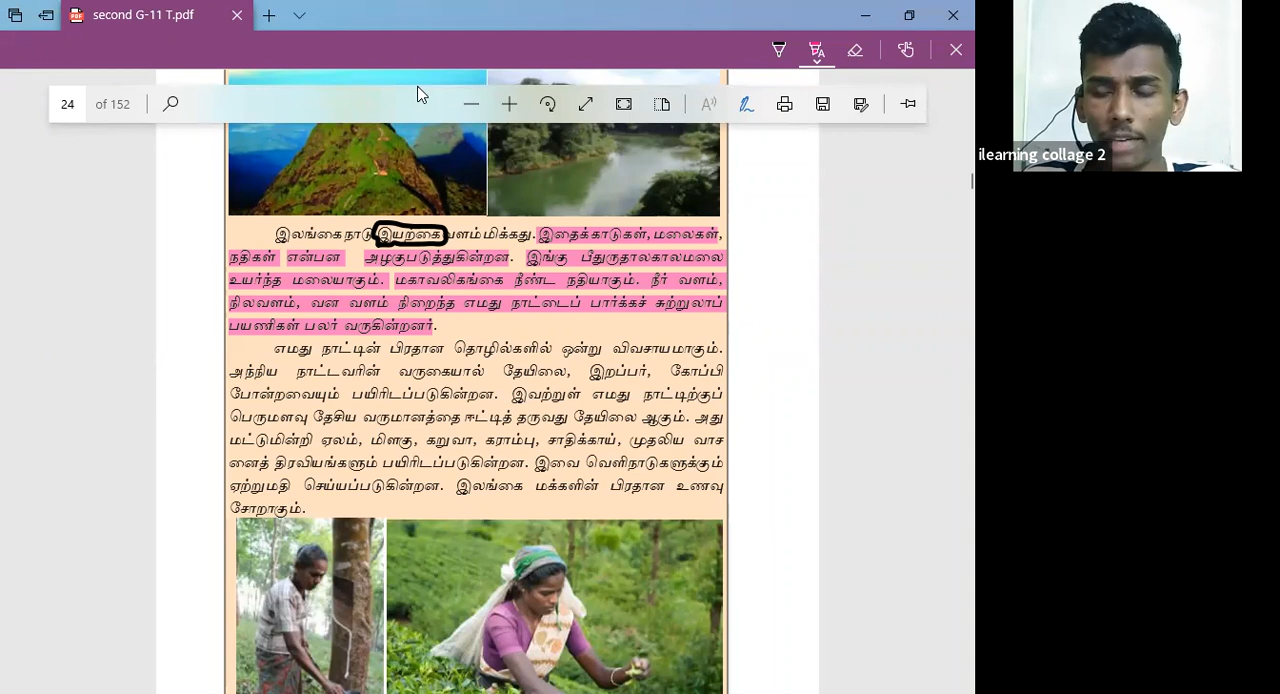 second G-11 T.pdf
24 of 152
ilearning collage 2
இலங்கை நாடு இயற்கை வளம் மிக்கது. இதைக்காடுகள், மலைகள்,
நதிகள் என்பன அழகுபடுத்துகின்றன. இங்கு பீதுருதாலகாலமலை
உயர்ந்த மலையாகும். மகாவலிகங்கை நீண்ட நதியாகும். நீர் வளம்,
நிலவளம், வன வளம் நிறைந்த எமது நாட்டைப் பார்க்கச் சுற்றுலாப்
பயணிகள் பலர் வருகின்றனர்.
எமது நாட்டின் பிரதான தொழில்களில் ஒன்று விவசாயமாகும்.
அந்நிய நாட்டவரின் வருகையால் தேயிலை, இறப்பர், கோப்பி
போன்றவையும் பயிரிடப்படுகின்றன. இவற்றுள் எமது நாட்டிற்குப்
பெருமளவு தேசிய வருமானத்தை ஈட்டித் தருவது தேயிலை ஆகும். அது
மட்டுமின்றி ஏலம், மிளகு, கறுவா, கராம்பு, சாதிக்காய், முதலிய வாச
னைத் திரவியங்களும் பயிரிடப்படுகின்றன. இவை வெளிநாடுகளுக்கும்
ஏற்றுமதி செய்யப்படுகின்றன. இலங்கை மக்களின் பிரதான உணவு
சோறாகும்.